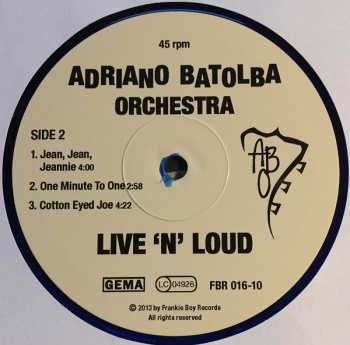 45 rpm
ADRIANO BATOLBA
ORCHESTRA
SIDE 2
1. Jean, Jean,
Jeannie 4:00
2. One Minute To One 2:58
3. Cotton Eyed Joe 4:22
ABO
LIVE 'N' LOUD
GEMA
LC 04926
FBR 016-10
© 2013 by Frankie Boy Records
All rights reserved